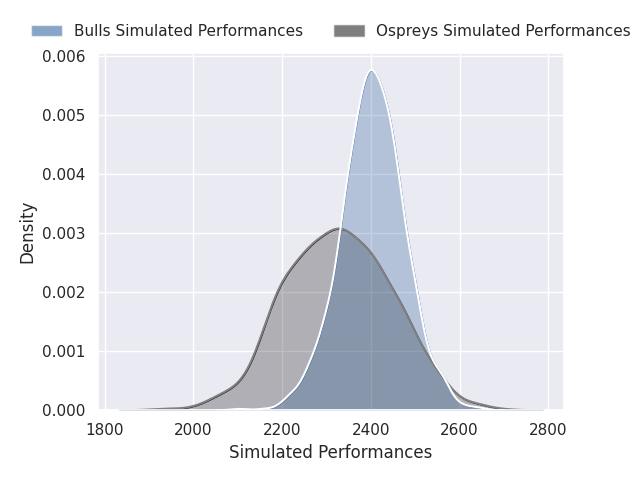 Bulls Simulated Performances Ospreys Simulated Performances
0.006
0.005
0.004
0.003
0.002
0.001
0.000
Density
1800 2000 2200 2400 2600 2800
Simulated Performances